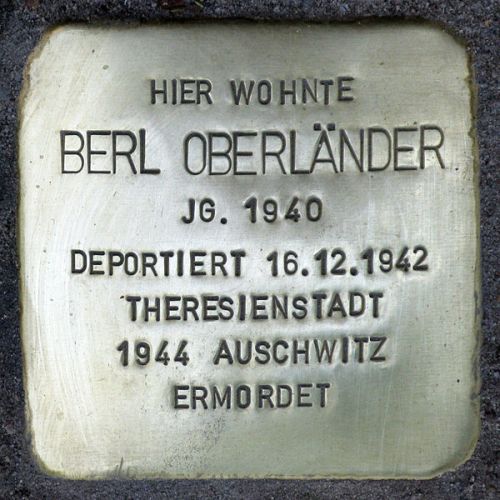 HIER WOHNTE
BERL OBERLÄNDER
JG. 1940
DEPORTIERT 16.12.1942
THERESIENSTADT
1944 AUSCHWITZ
ERMORDET